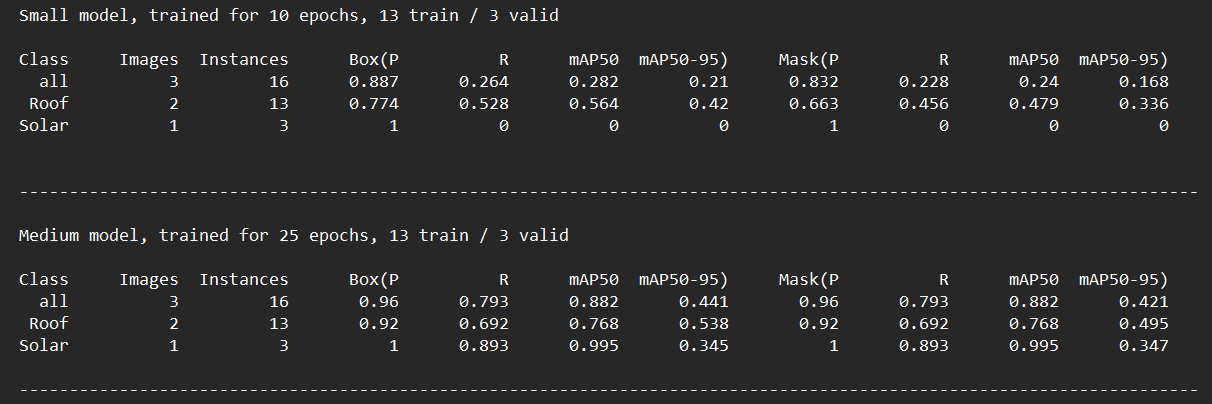 Small model, trained for 10 epochs, 13 train / 3 valid
Class Images Instances Box(P R mAP50 mAP50-95) Mask(P R mAP50 mAP50-95)
all 3 16 0.887 0.264 0.282 0.21 0.832 0.228 0.24 0.168
Roof 2 13 0.774 0.528 0.564 0.42 0.663 0.456 0.479 0.336
Solar 1 3 1 0 0 0 1 0 0 0
----------------------------------------------------------------------------------------------------------------------
Medium model, trained for 25 epochs, 13 train / 3 valid
Class Images Instances Box(P R mAP50 mAP50-95) Mask(P R mAP50 mAP50-95)
all 3 16 0.96 0.793 0.882 0.441 0.96 0.793 0.882 0.421
Roof 2 13 0.92 0.692 0.768 0.538 0.92 0.692 0.768 0.495
Solar 1 3 1 0.893 0.995 0.345 1 0.893 0.995 0.347
----------------------------------------------------------------------------------------------------------------------